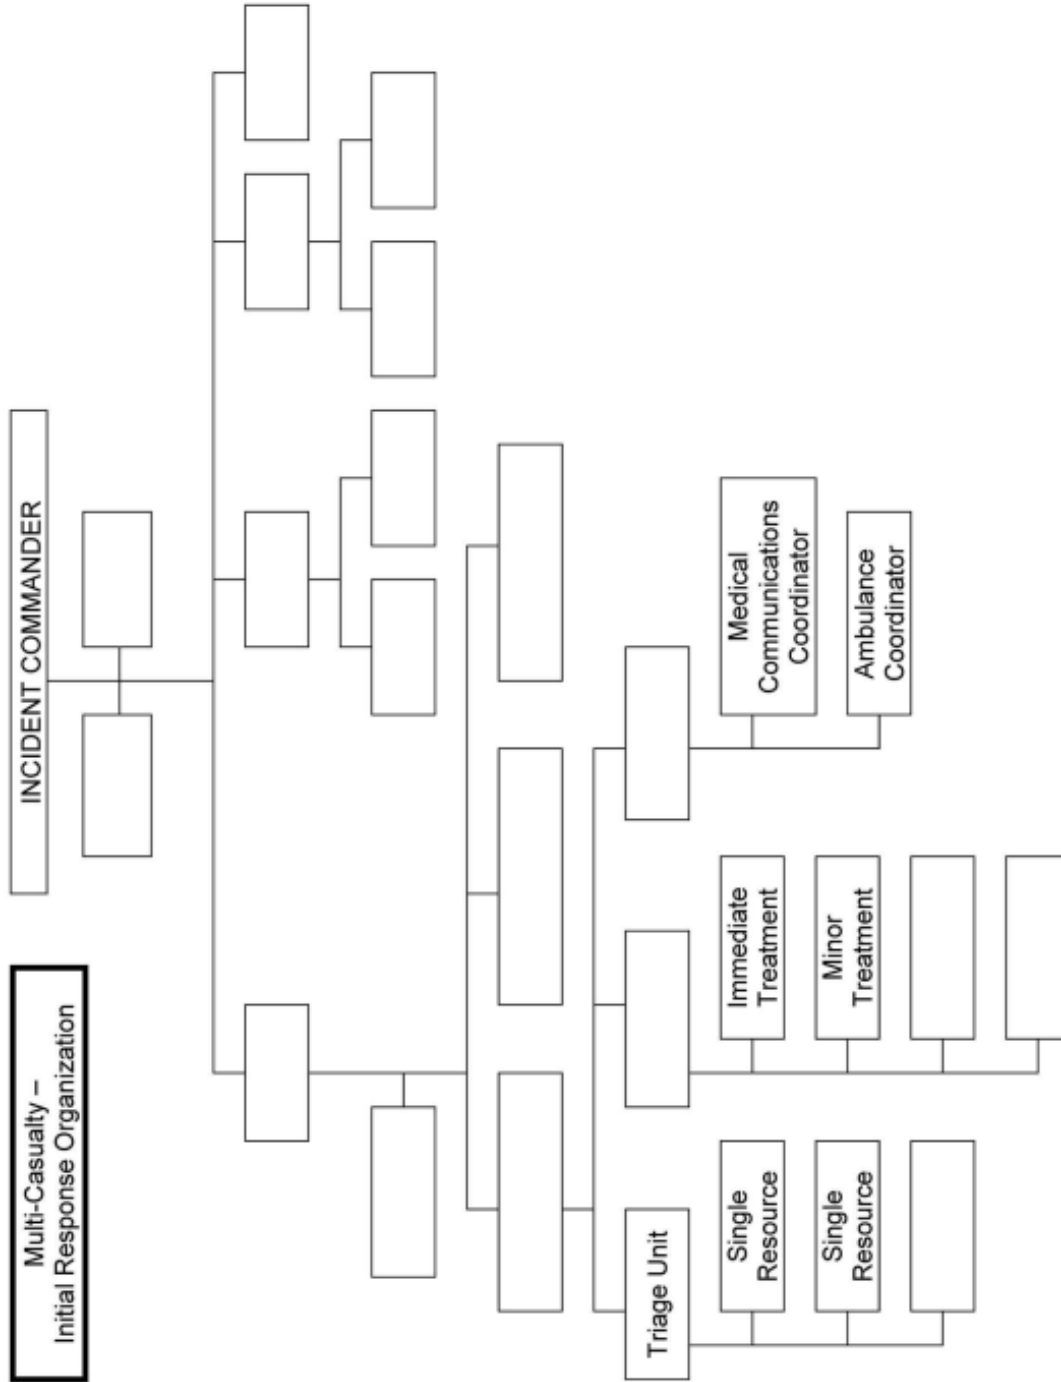 Multi-Casualty –
Initial Response Organization
INCIDENT COMMANDER
Triage Unit
Single
Resource
Immediate
Treatment
Medical
Communications
Coordinator
Single
Resource
Minor
Treatment
Ambulance
Coordinator